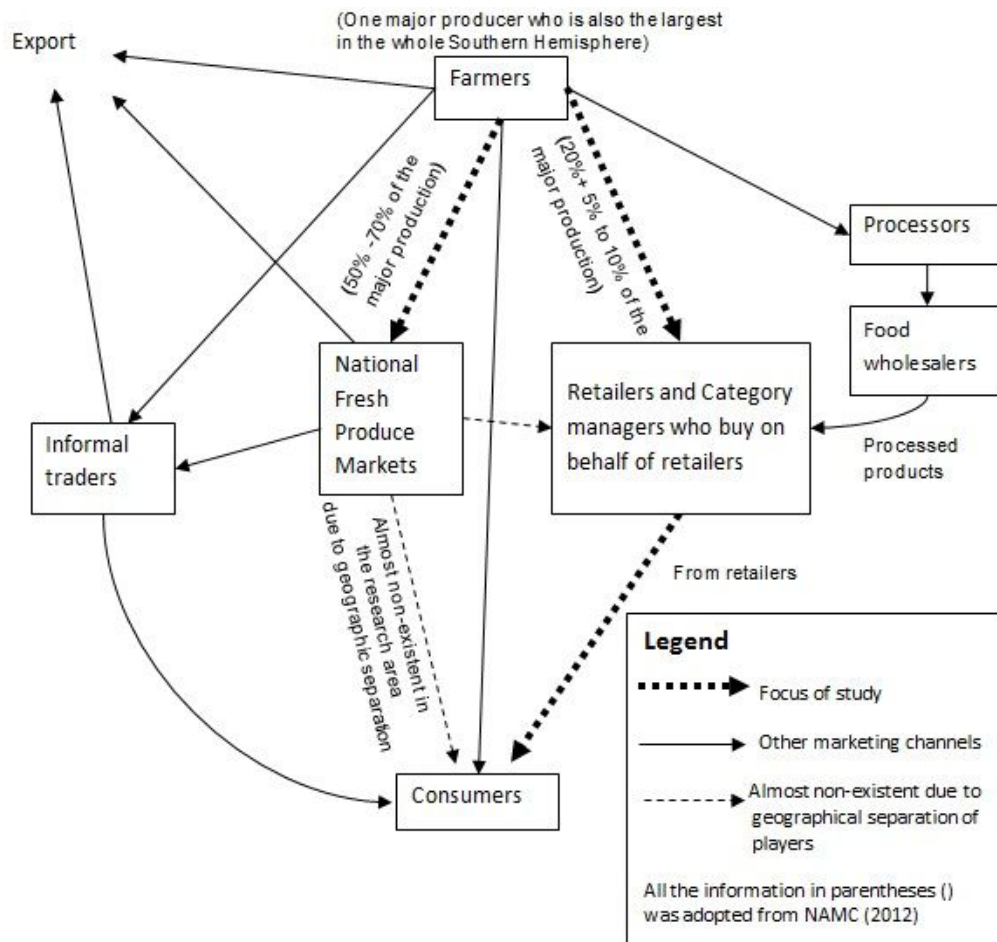 (One major producer who is also the largest
in the whole Southern Hemisphere)
Export
Farmers
(50% -70% of the
major production)
(20%+ 5% to 10% of the
major production)
Processors
Food
wholesalers
Processed
products
National
Fresh
Produce
Markets
Retailers and Category
managers who buy on
behalf of retailers
Informal
traders
Almost non-existent in
the research area
due to geographic separation
From retailers
Consumers
Legend
Focus of study
Other marketing channels
Almost non-existent due to
geographical separation of
players
All the information in parentheses ()
was adopted from NAMC (2012)